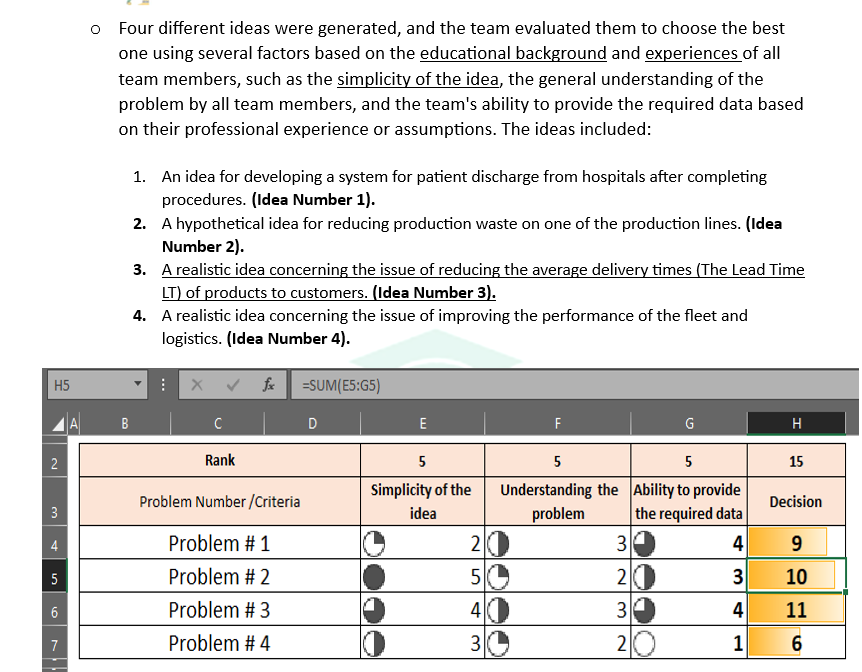 o Four different ideas were generated, and the team evaluated them to choose the best
one using several factors based on the educational background and experiences of all
team members, such as the simplicity of the idea, the general understanding of the
problem by all team members, and the team's ability to provide the required data based
on their professional experience or assumptions. The ideas included:
1. An idea for developing a system for patient discharge from hospitals after completing
procedures. (Idea Number 1).
2. A hypothetical idea for reducing production waste on one of the production lines. (Idea
Number 2).
3. A realistic idea concerning the issue of reducing the average delivery times (The Lead Time
LT) of products to customers. (Idea Number 3).
4. A realistic idea concerning the issue of improving the performance of the fleet and
logistics. (Idea Number 4).
H5 fx =SUM(E5:G5)
A B C D E F G H
2 Rank 5 5 5 15
3 Problem Number /Criteria Simplicity of the idea Understanding the problem Ability to provide the required data Decision
4 Problem # 1 2 3 4 9
5 Problem # 2 5 2 3 10
6 Problem # 3 4 3 4 11
7 Problem # 4 3 2 1 6